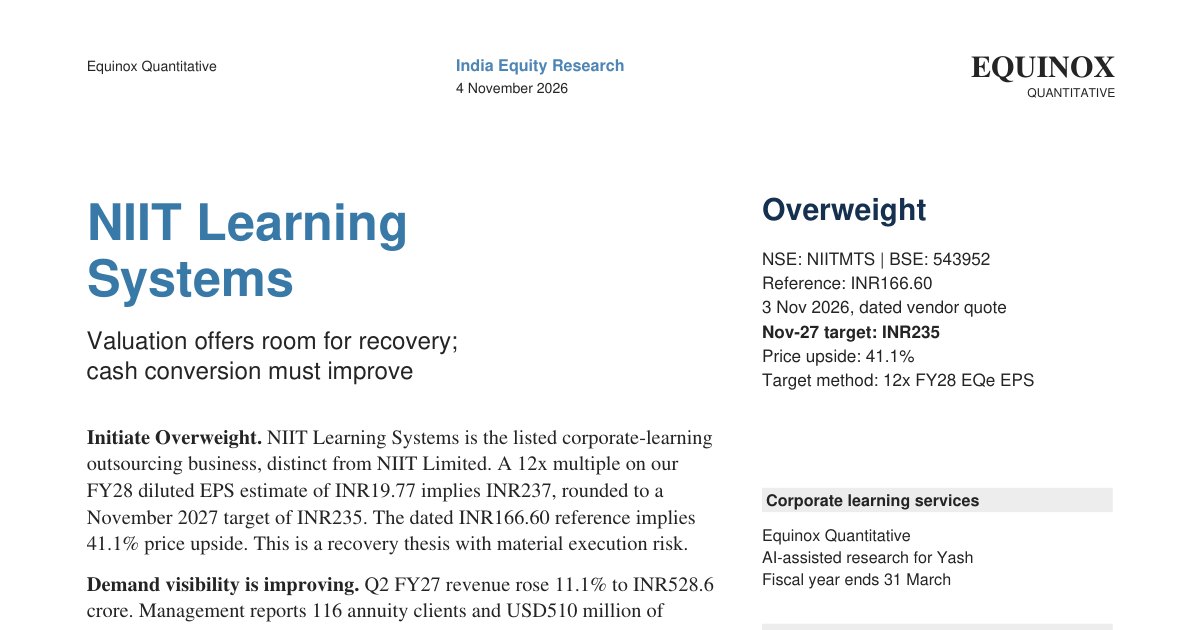 Equinox Quantitative
India Equity Research
4 November 2026
EQUINOX
QUANTITATIVE
NIIT Learning
Systems
Valuation offers room for recovery;
cash conversion must improve
Initiate Overweight. NIIT Learning Systems is the listed corporate-learning
outsourcing business, distinct from NIIT Limited. A 12x multiple on our
FY28 diluted EPS estimate of INR19.77 implies INR237, rounded to a
November 2027 target of INR235. The dated INR166.60 reference implies
41.1% price upside. This is a recovery thesis with material execution risk.
Demand visibility is improving. Q2 FY27 revenue rose 11.1% to INR528.6
crore. Management reports 116 annuity clients and USD510 million of
Overweight
NSE: NIITMTS | BSE: 543952
Reference: INR166.60
3 Nov 2026, dated vendor quote
Nov-27 target: INR235
Price upside: 41.1%
Target method: 12x FY28 EQe EPS
Corporate learning services
Equinox Quantitative
AI-assisted research for Yash
Fiscal year ends 31 March